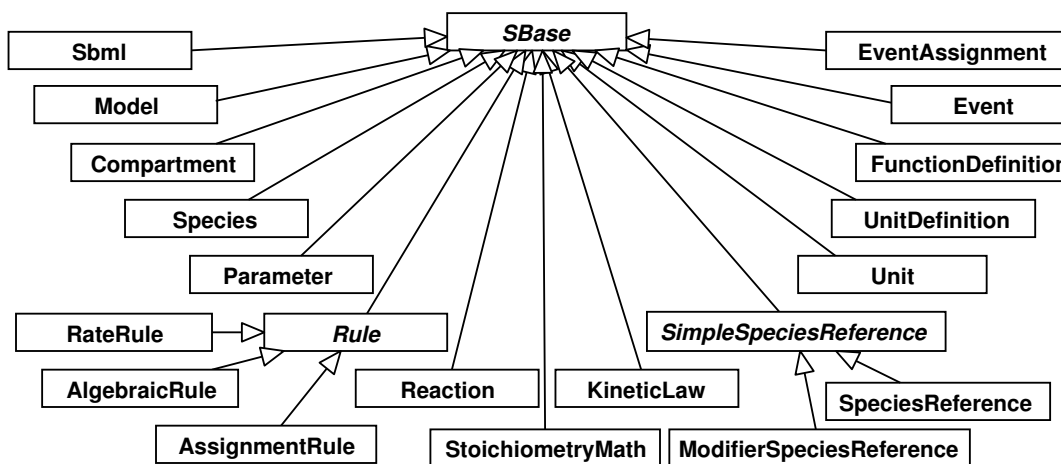 SBase
Sbml
EventAssignment
Model
Event
Compartment
FunctionDefinition
Species
UnitDefinition
Parameter
Unit
RateRule
Rule
SimpleSpeciesReference
AlgebraicRule
Reaction
KineticLaw
SpeciesReference
AssignmentRule
StoichiometryMath
ModifierSpeciesReference